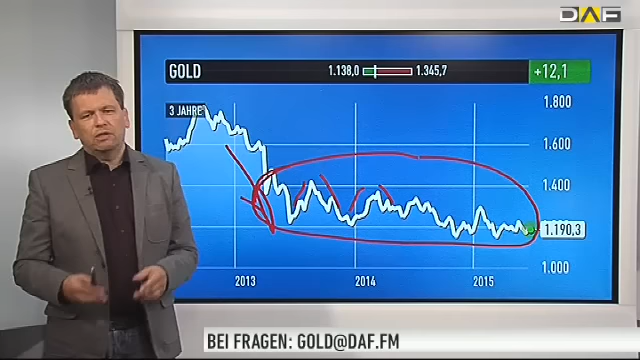 DAF
GOLD
1.138,0 1.345,7
+12,1
3 JAHRE
1.800
1.600
1.400
1.190,3
1.000
2013 2014 2015
BEI FRAGEN: GOLD@DAF.FM